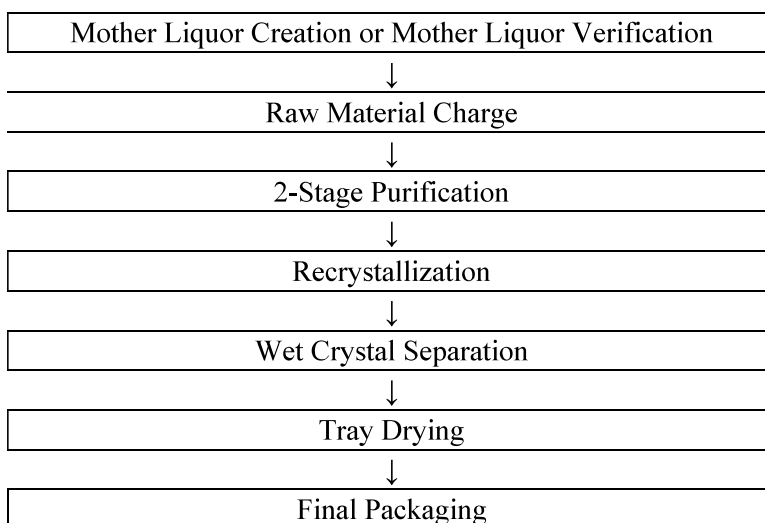 Mother Liquor Creation or Mother Liquor Verification
↓
Raw Material Charge
↓
2-Stage Purification
↓
Recrystallization
↓
Wet Crystal Separation
↓
Tray Drying
↓
Final Packaging